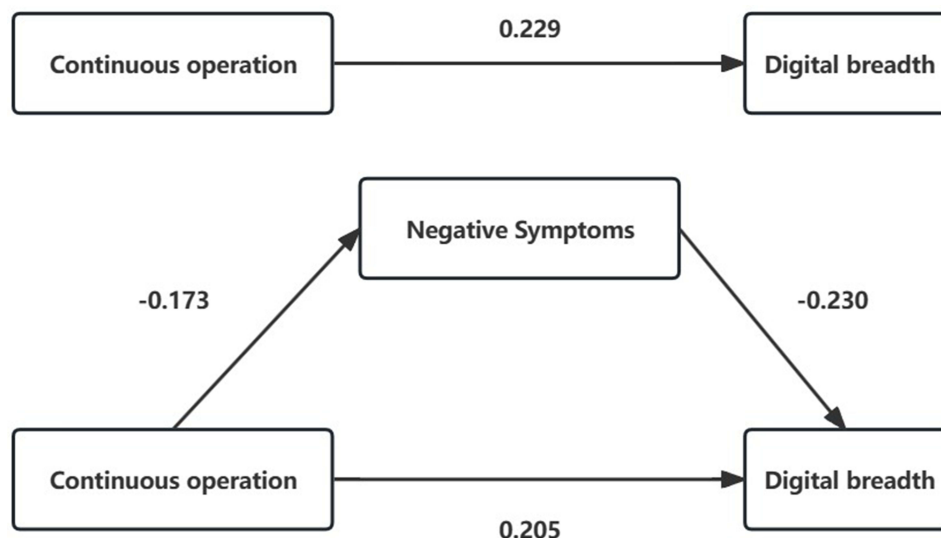 0.229
Continuous operation
Digital breadth
Negative Symptoms
-0.173
-0.230
Continuous operation
Digital breadth
0.205